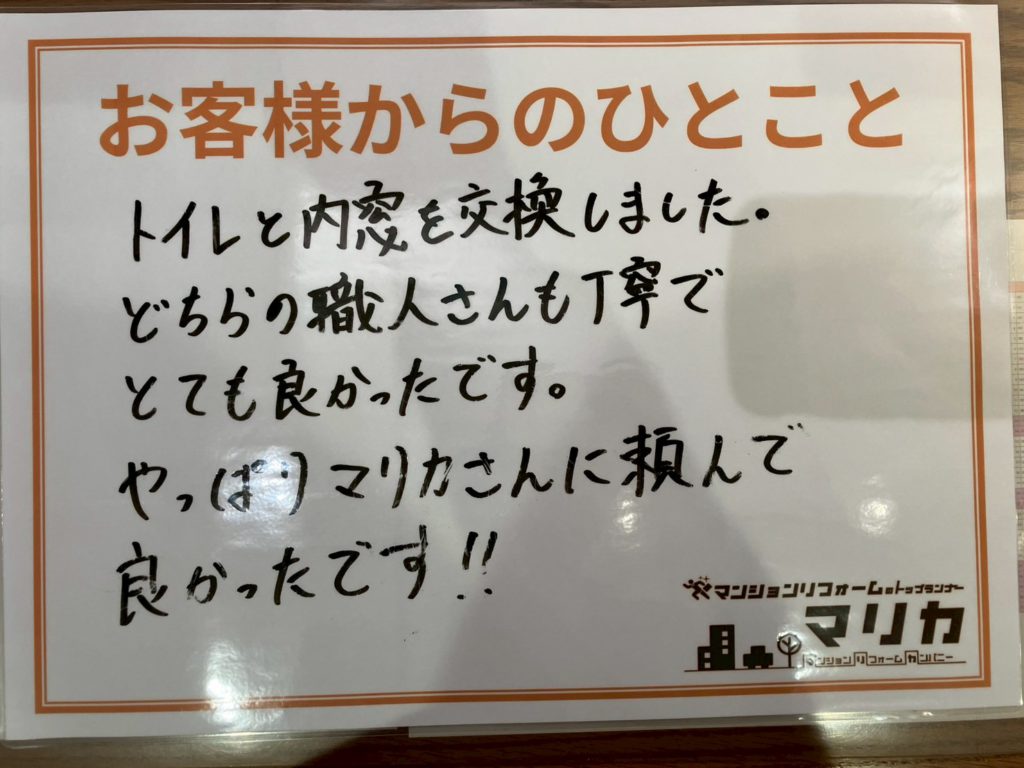 お客様からのひとこと
トイレと内窓を交換しました。
どちらの職人さんも丁寧で
とても良かったです。
やっぱりマリカさんに頼んで
良かったです!!
マンションリフォームのトップランナー
マリカ
マンションリフォームカンパニー